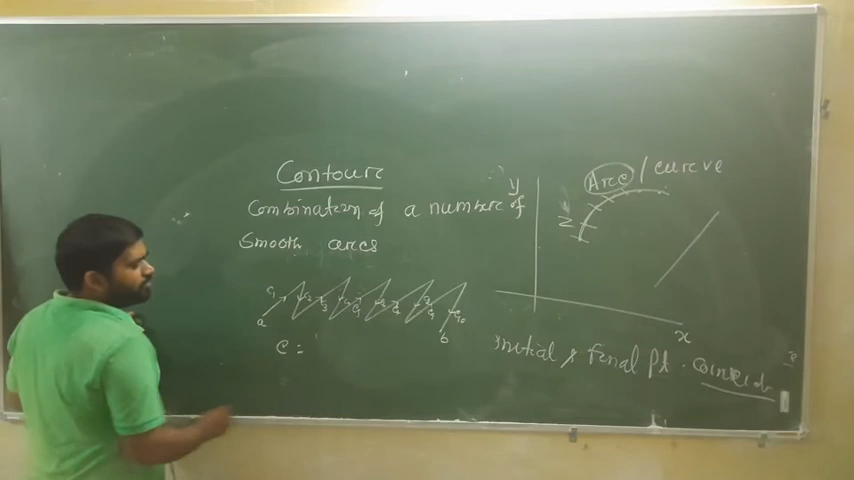 Contour
Combination of a number of
Smooth arcs
a
b
c =
y
Arc / curve
z
x
Initial & Final Pt. coincide